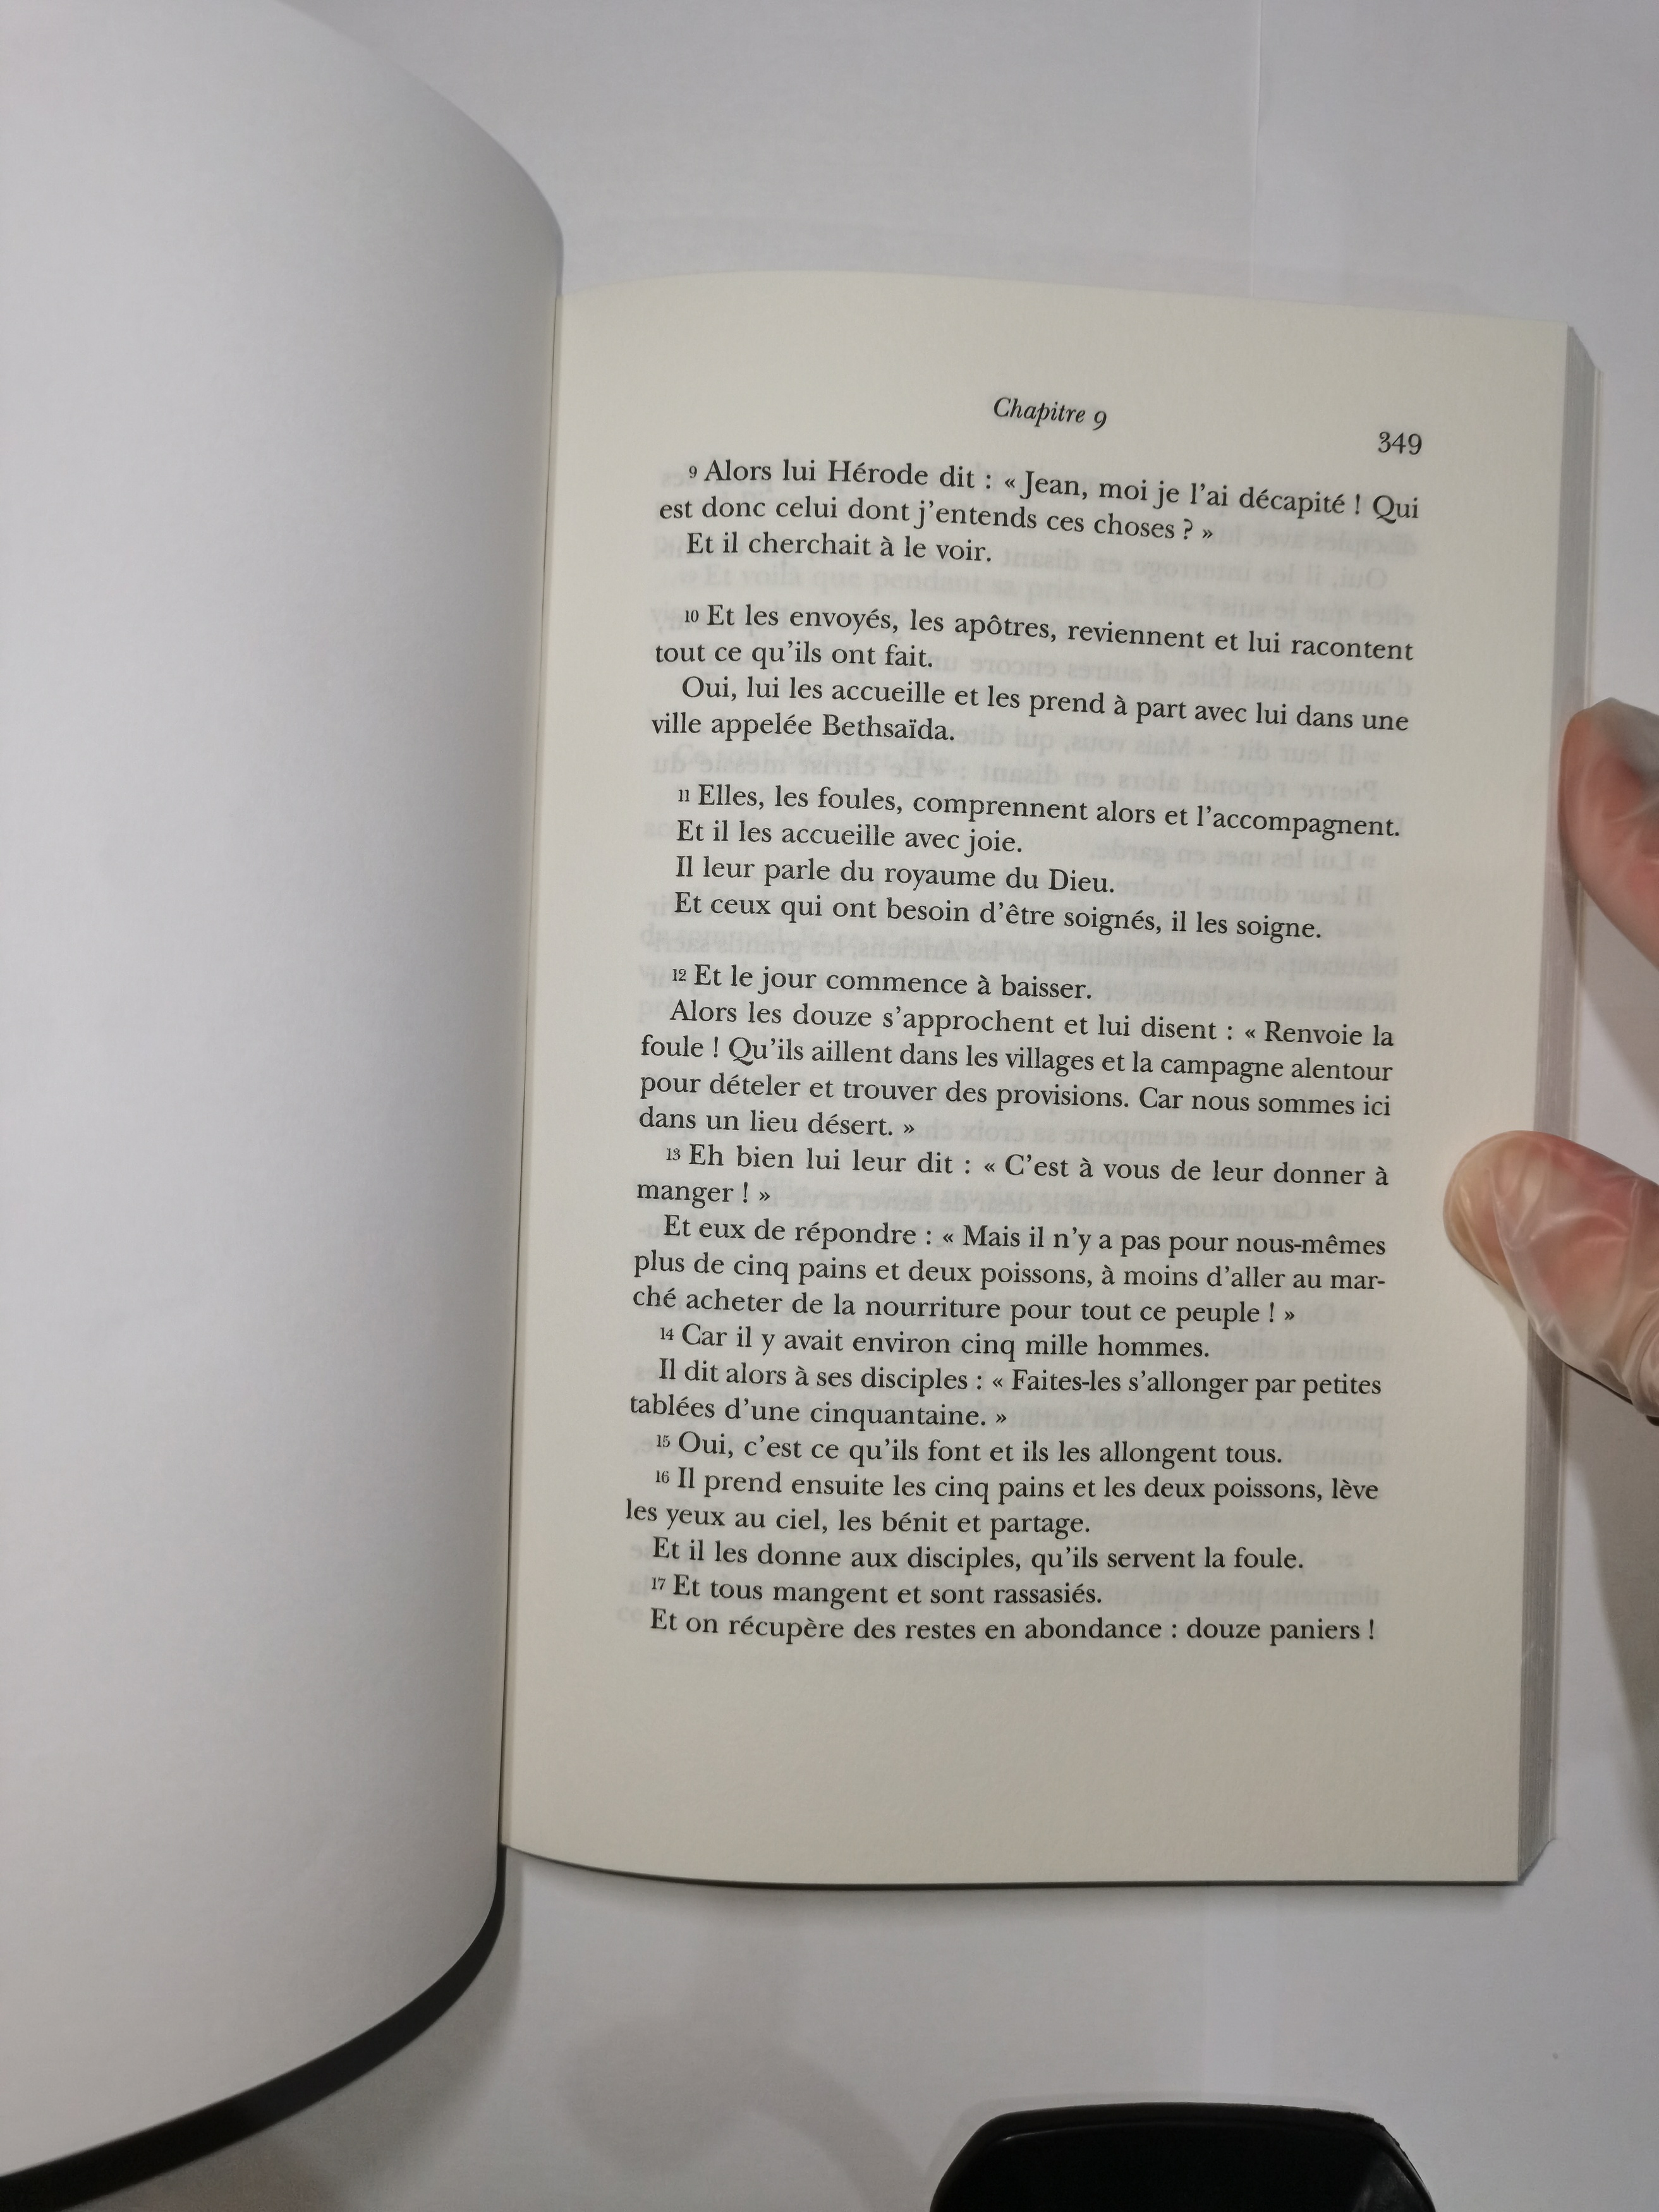 Chapitre 9
349
9 Alors lui Hérode dit : « Jean, moi je l'ai décapité ! Qui
est donc celui dont j'entends ces choses ? »
Et il cherchait à le voir.
10 Et les envoyés, les apôtres, reviennent et lui racontent
tout ce qu'ils ont fait.
Oui, lui les accueille et les prend à part avec lui dans une
ville appelée Bethsaïda.
11 Elles, les foules, comprennent alors et l'accompagnent.
Et il les accueille avec joie.
Il leur parle du royaume du Dieu.
Et ceux qui ont besoin d'être soignés, il les soigne.
12 Et le jour commence à baisser.
Alors les douze s'approchent et lui disent : « Renvoie la
foule ! Qu'ils aillent dans les villages et la campagne alentour
pour dételer et trouver des provisions. Car nous sommes ici
dans un lieu désert. »
13 Eh bien lui leur dit : « C'est à vous de leur donner à
manger ! »
Et eux de répondre : « Mais il n'y a pas pour nous-mêmes
plus de cinq pains et deux poissons, à moins d'aller au mar-
ché acheter de la nourriture pour tout ce peuple ! »
14 Car il y avait environ cinq mille hommes.
Il dit alors à ses disciples : « Faites-les s'allonger par petites
tablées d'une cinquantaine. »
15 Oui, c'est ce qu'ils font et ils les allongent tous.
16 Il prend ensuite les cinq pains et les deux poissons, lève
les yeux au ciel, les bénit et partage.
Et il les donne aux disciples, qu'ils servent la foule.
17 Et tous mangent et sont rassasiés.
Et on récupère des restes en abondance : douze paniers !